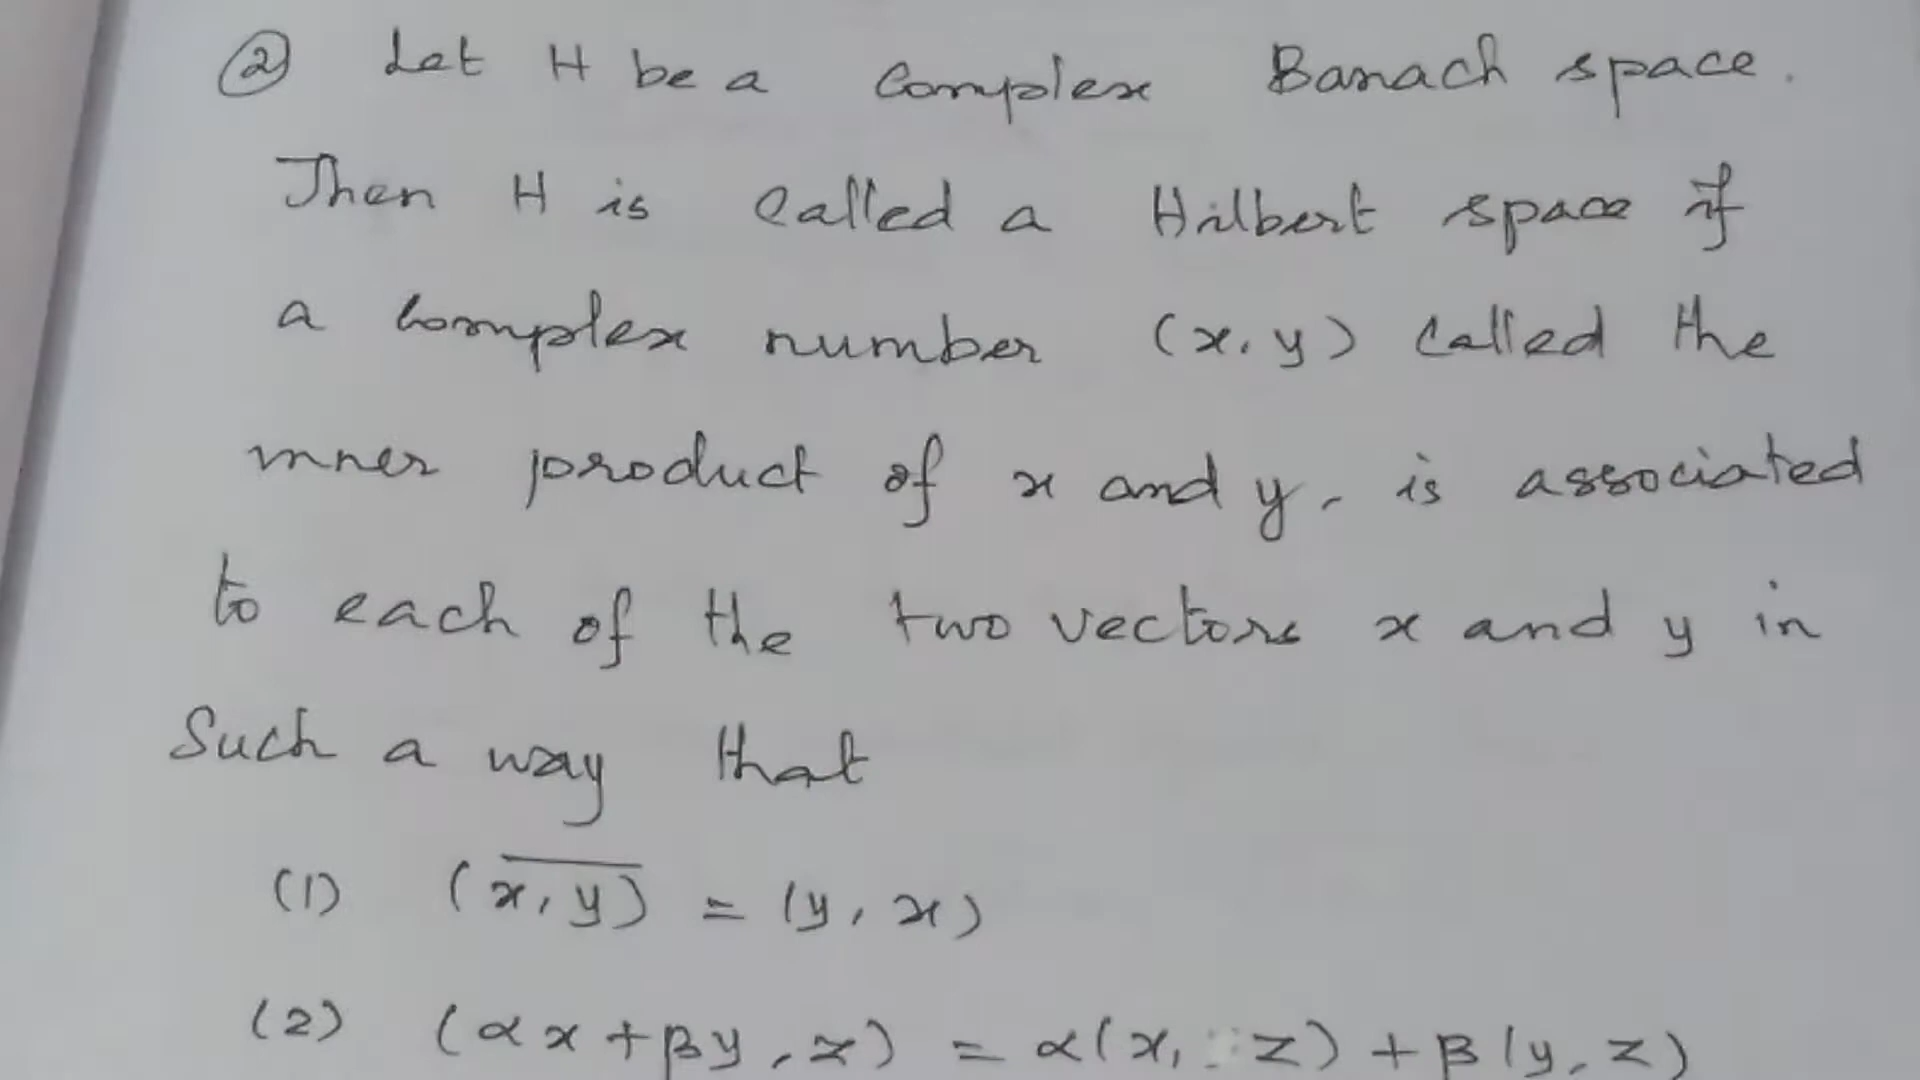 ② Let H be a Complex Banach space.
Then H is called a Hilbert space if
a complex number (x, y) called the
inner product of x and y, is associated
to each of the two vectors x and y in
Such a way that
(1) (\overline{x, y)} = (y, x)
(2) (αx + βy, z) = α(x, z) + β(y, z)